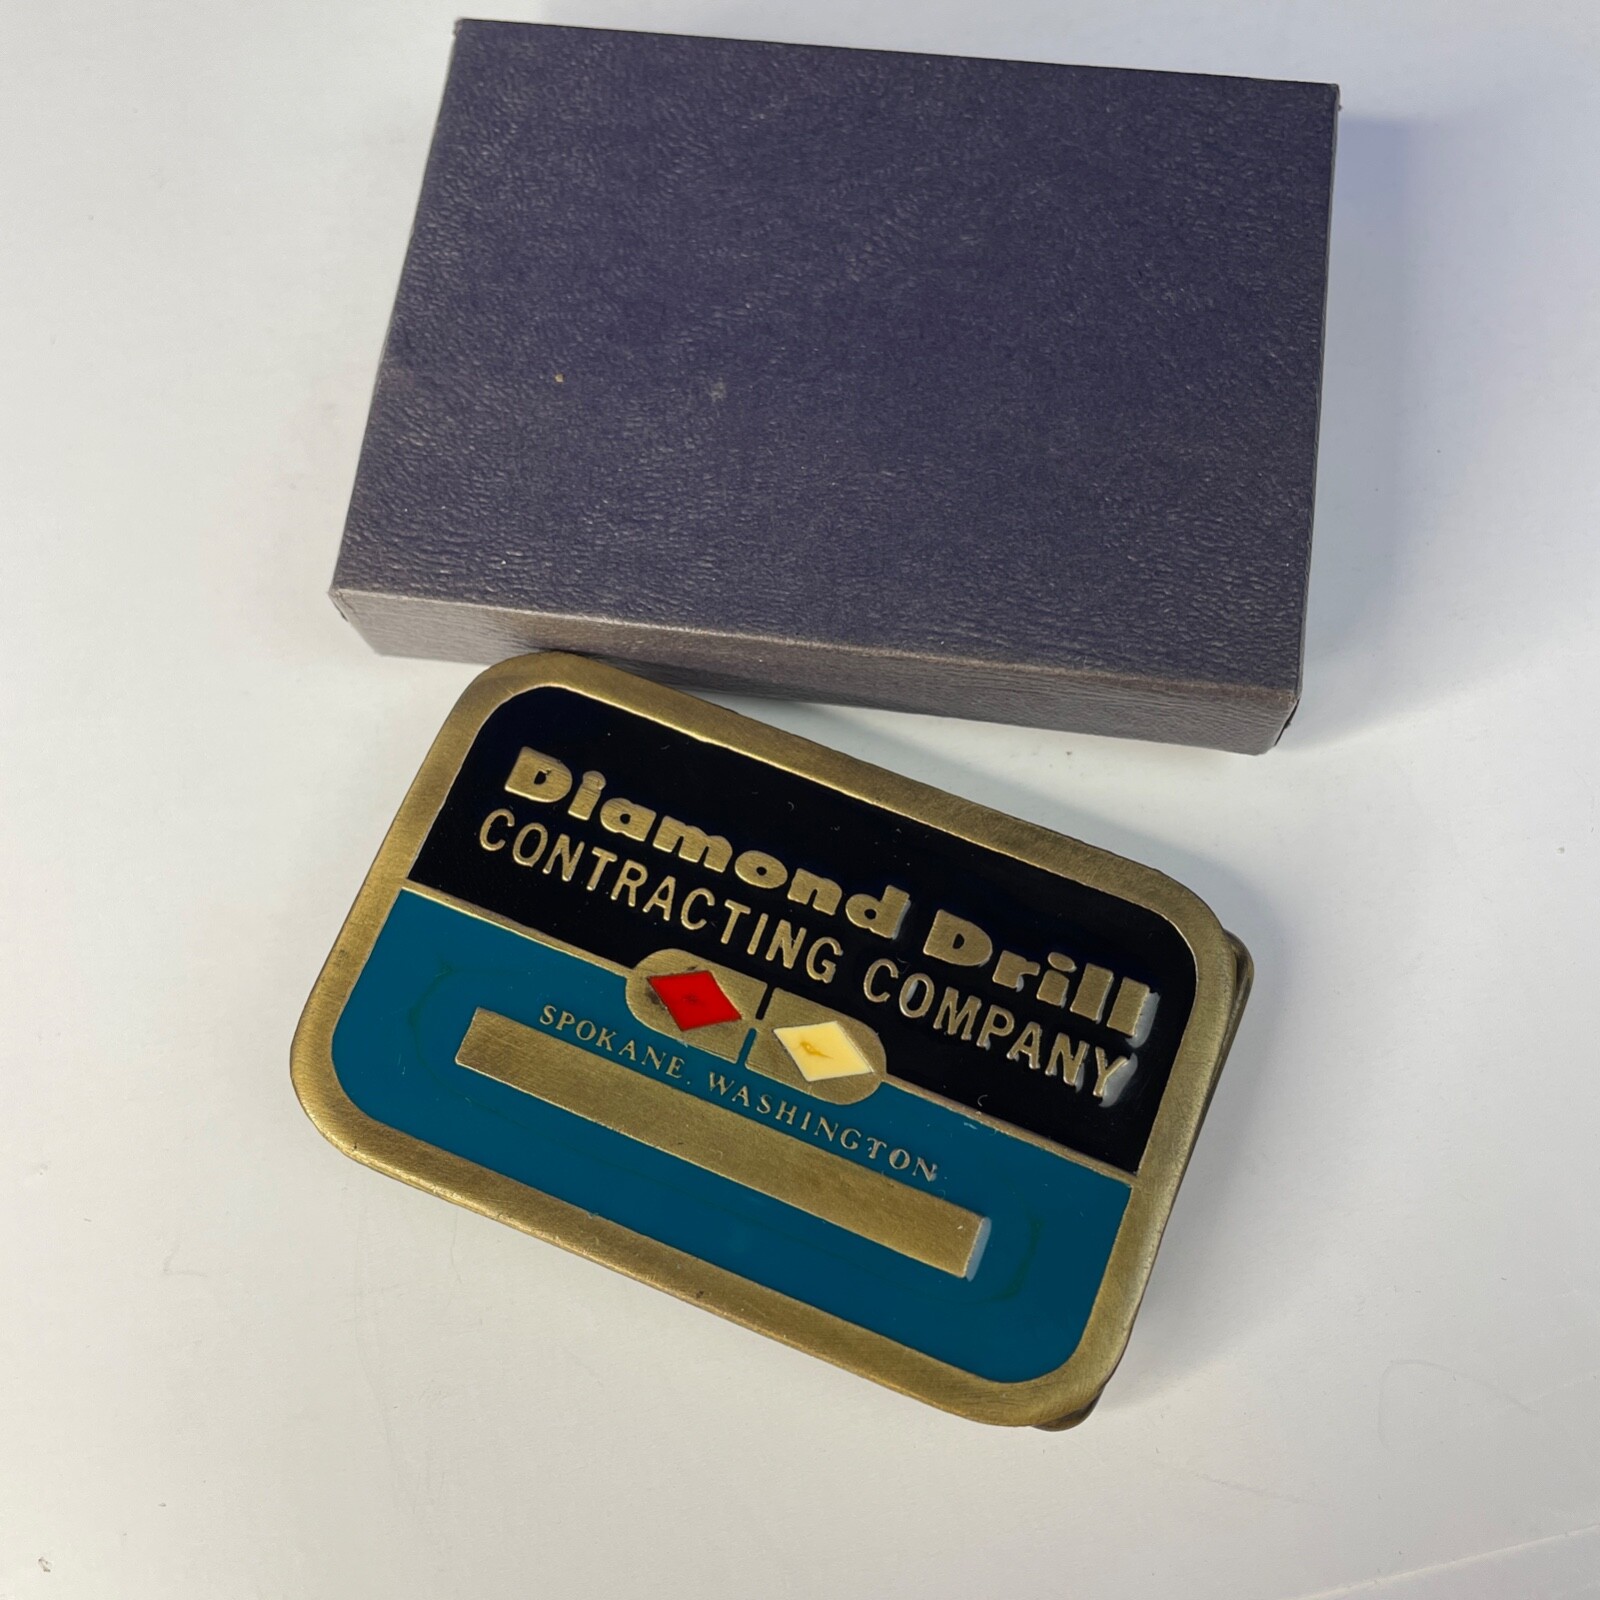 Diamond Drill
CONTRACTING COMPANY
SPOKANE, WASHINGTON